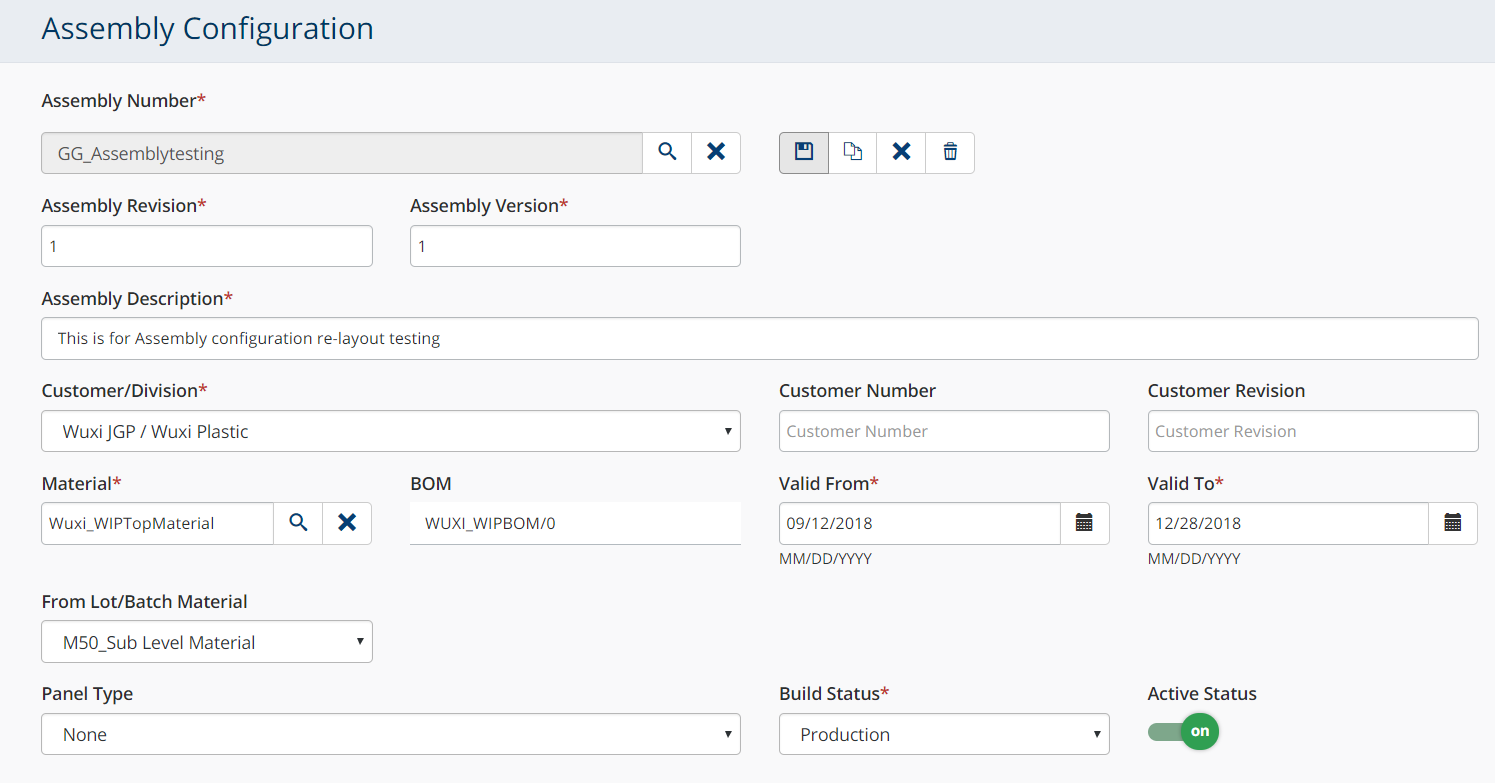 Assembly Configuration
Assembly Number*
GG_Assemblytesting
Assembly Revision* Assembly Version*
1 1
Assembly Description*
This is for Assembly configuration re-layout testing
Customer/Division* Customer Number Customer Revision
Wuxi JGP / Wuxi Plastic Customer Number Customer Revision
Material* BOM Valid From* Valid To*
Wuxi_WIPTopMaterial WUXI_WIPBOM/0 09/12/2018 12/28/2018
MM/DD/YYYY MM/DD/YYYY
From Lot/Batch Material
M50_Sub Level Material
Panel Type Build Status* Active Status
None Production on